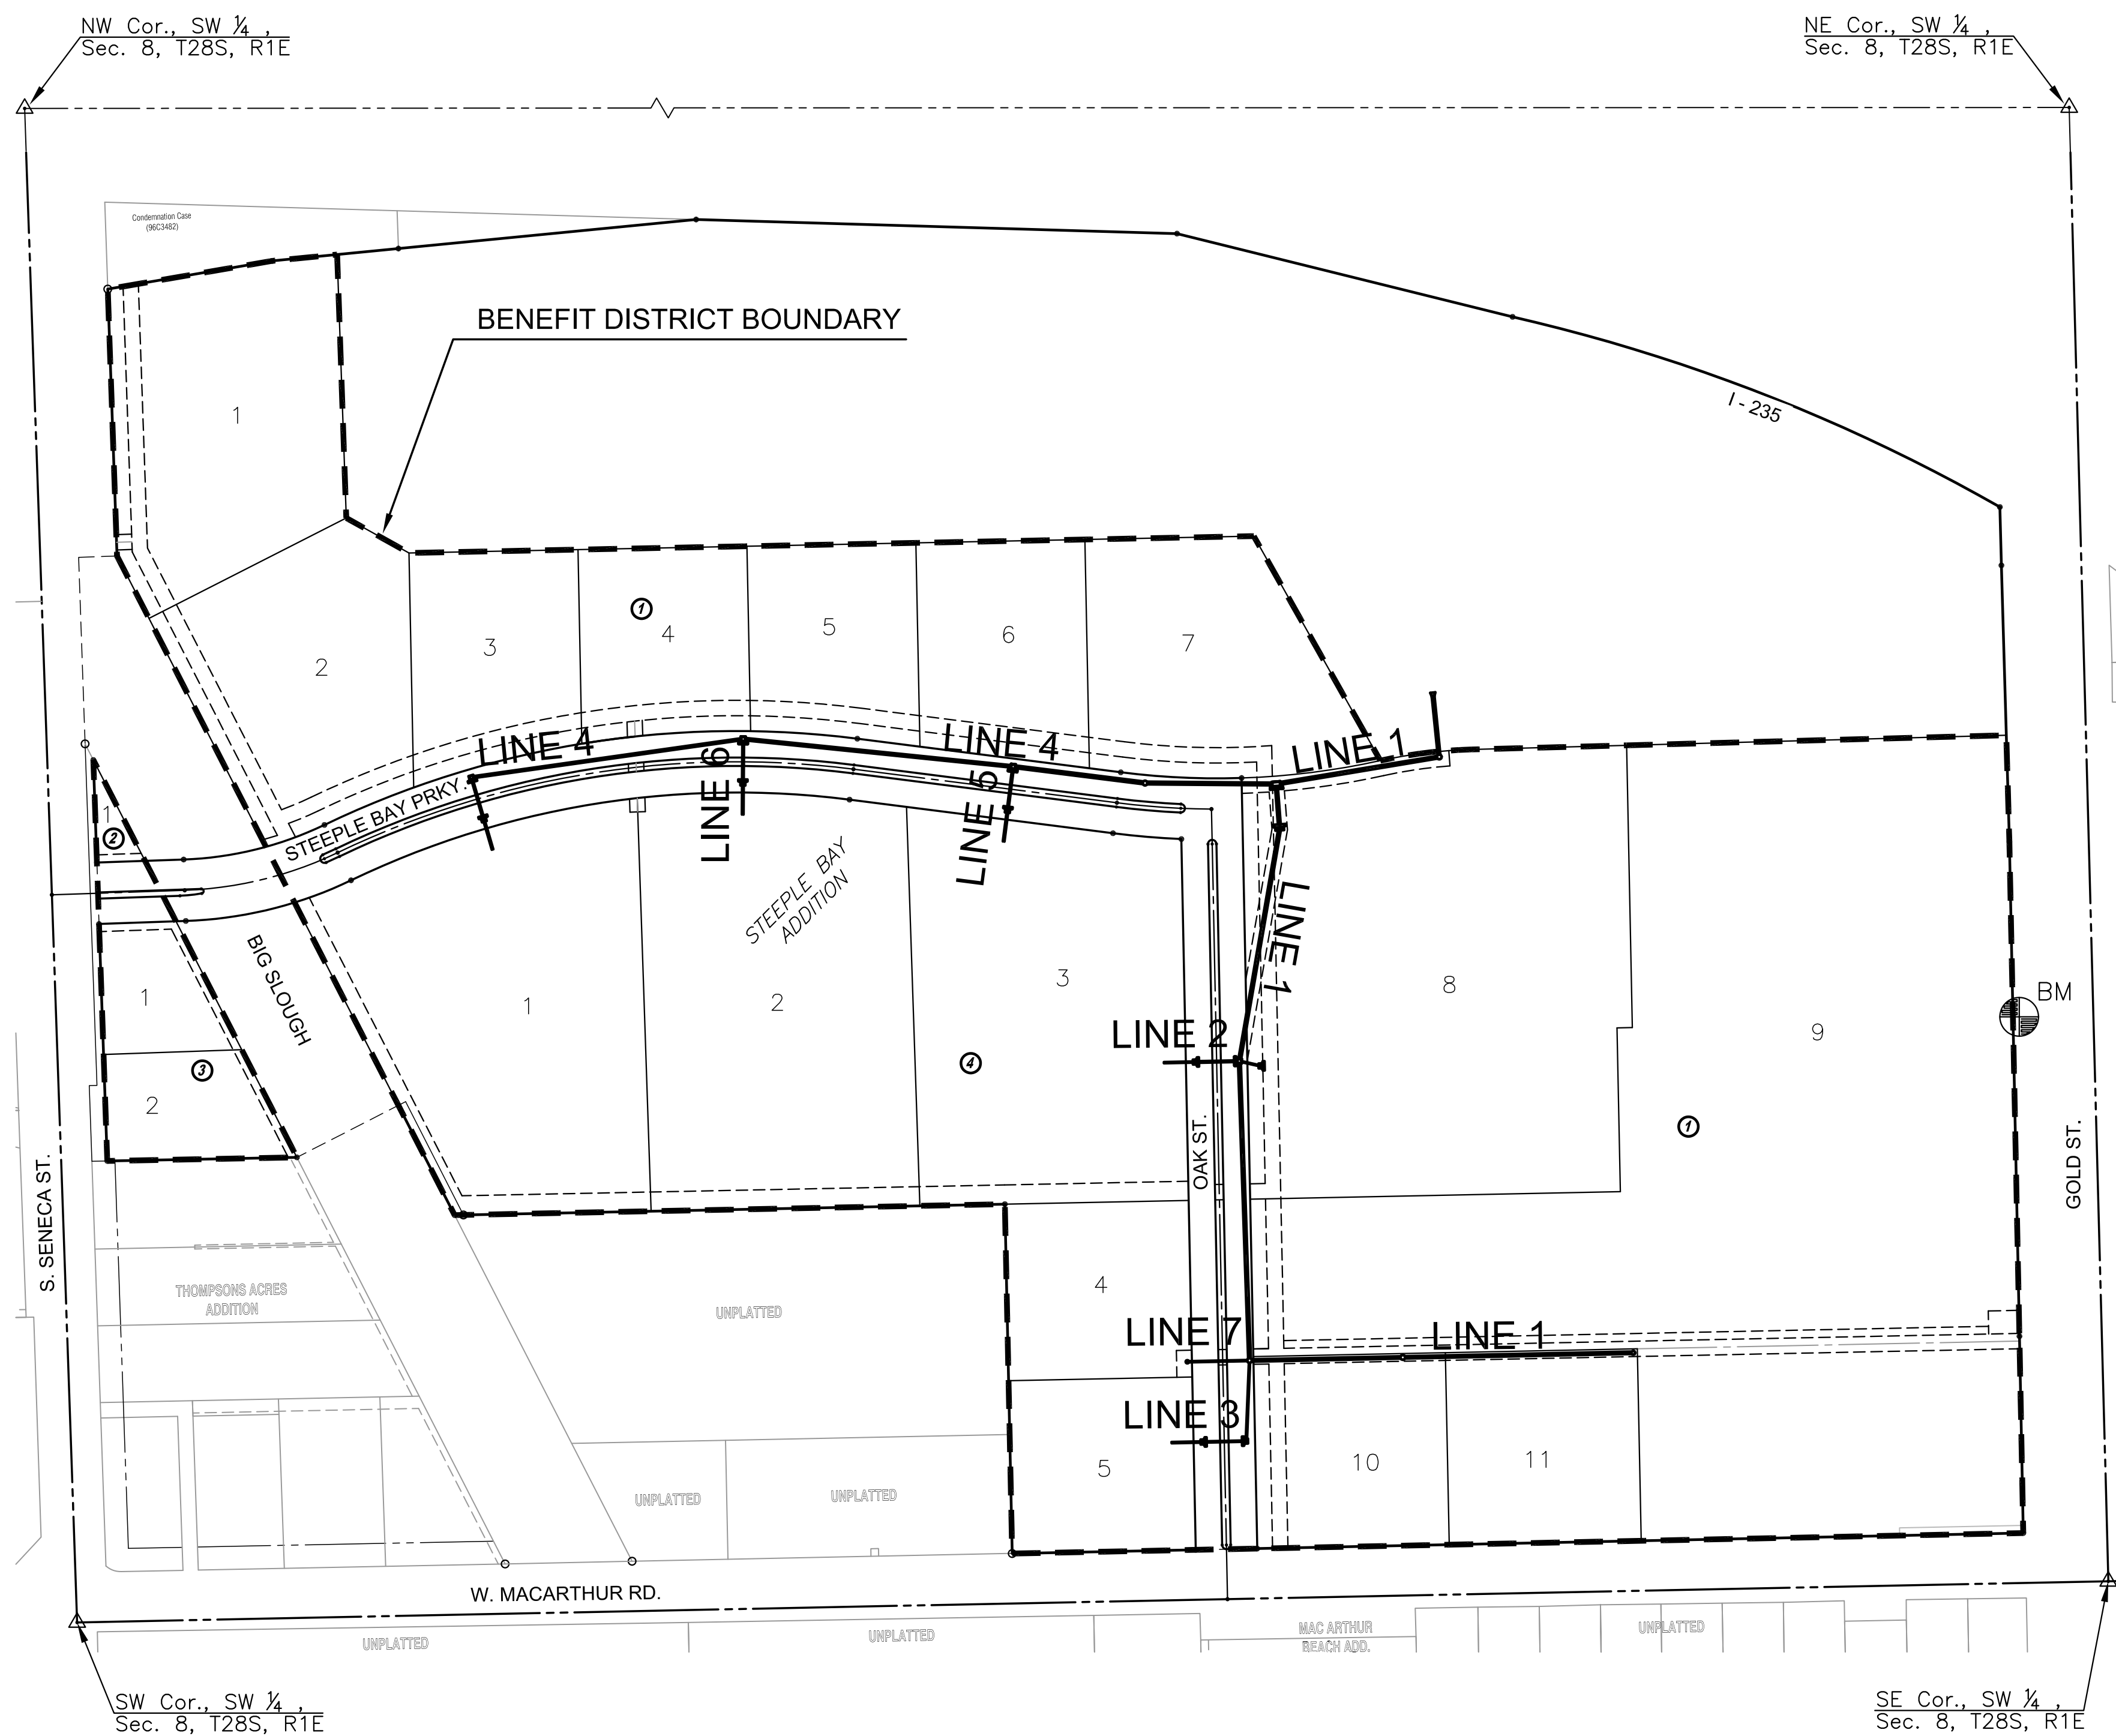 NW Cor., SW ¼ ,
Sec. 8, T28S, R1E
NE Cor., SW ¼ ,
Sec. 8, T28S, R1E
Condemnation Case
(96C3482)
BENEFIT DISTRICT BOUNDARY
I - 235
1
2
3
1
4
5
6
7
LINE 4
LINE 6
LINE 4
LINE 5
LINE 1
STEEPLE BAY PRKY.
1
2
STEEPLE BAY
ADDITION
LINE 1
BIG SLOUGH
1
2
3
1
2
3
4
8
9
BM
LINE 2
1
OAK ST.
S. SENECA ST.
GOLD ST.
THOMPSONS ACRES
ADDITION
UNPLATTED
4
LINE 7
LINE 1
LINE 3
5
10
11
UNPLATTED
UNPLATTED
W. MACARTHUR RD.
UNPLATTED
UNPLATTED
MAC ARTHUR
BEACH ADD.
UNPLATTED
SW Cor., SW ¼ ,
Sec. 8, T28S, R1E
SE Cor., SW ¼ ,
Sec. 8, T28S, R1E